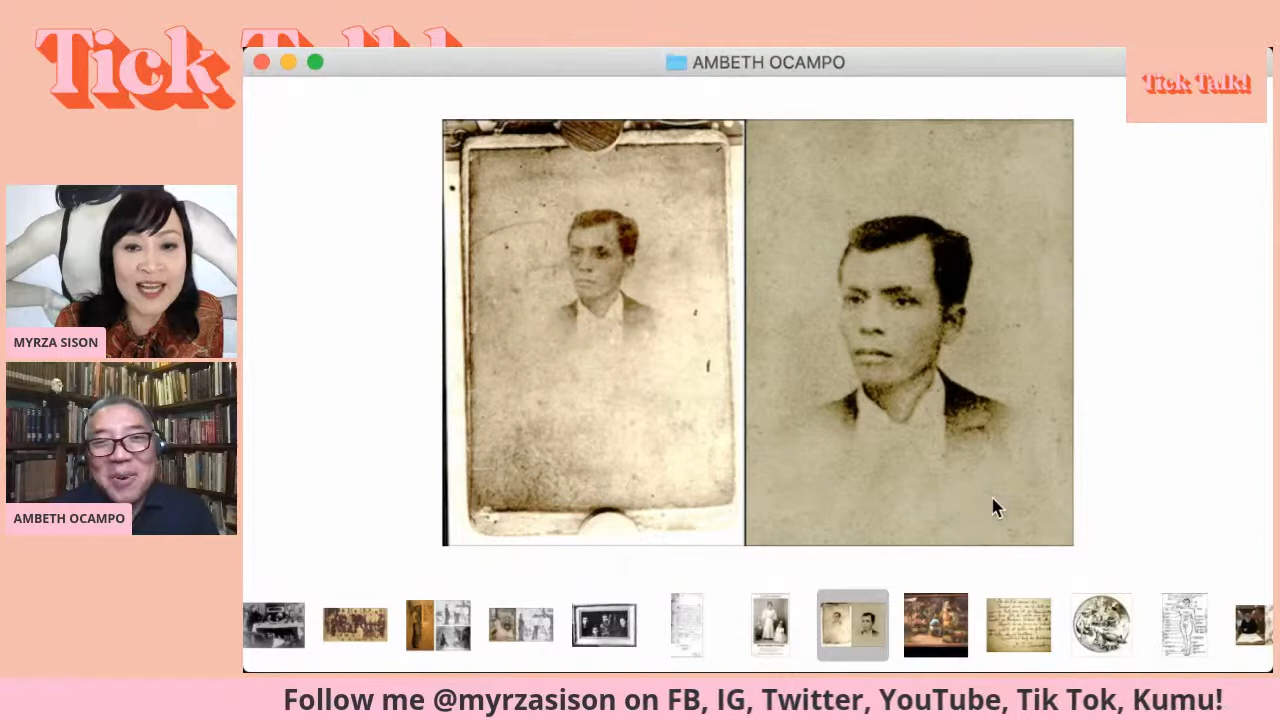 Tick Talk!
AMBETH OCAMPO
Tick Talk!
MYRZA SISON
AMBETH OCAMPO
Follow me @myrzasison on FB, IG, Twitter, YouTube, Tik Tok, Kumu!